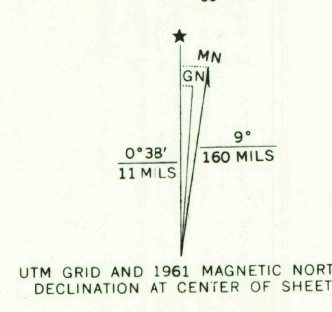 MN
GN
0°38' 9°
11 MILS 160 MILS
UTM GRID AND 1961 MAGNETIC NORT
DECLINATION AT CENTER OF SHEET